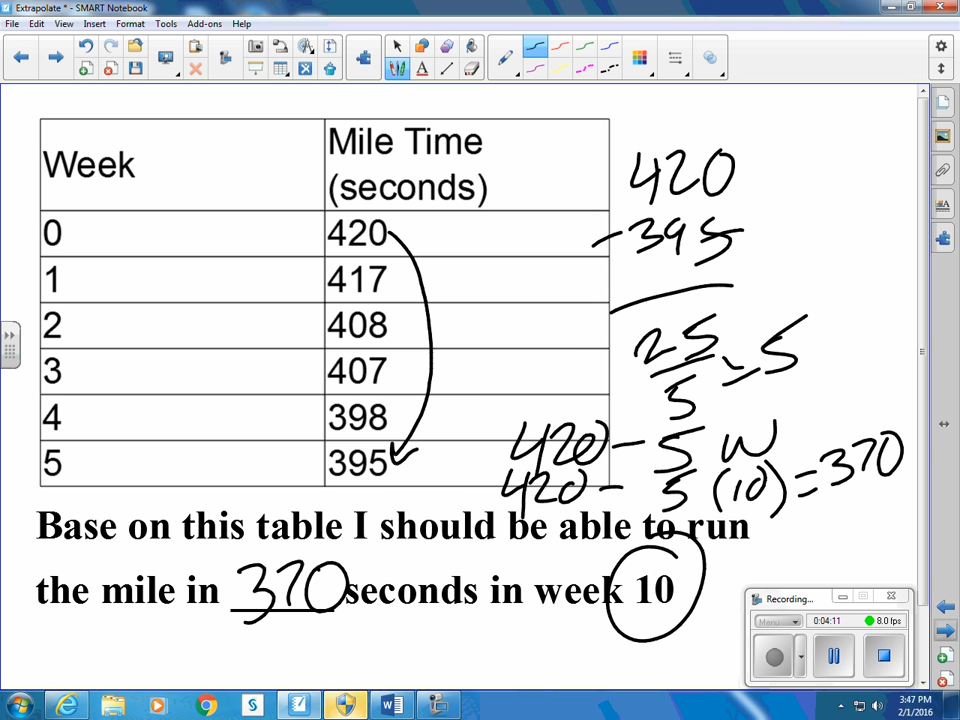 Extrapolate * - SMART Notebook
File Edit View Insert Format Tools Add-ons Help
Week Mile Time (seconds)
0 420
1 417
2 408
3 407
4 398
5 395
420
- 395
25/5 = 5
420 - 5 W
420 - 5 (10) = 370
Base on this table I should be able to run
the mile in 370 seconds in week 10
Recording...
Menu 0:04:11 8.0 fps
3:47 PM
2/1/2016